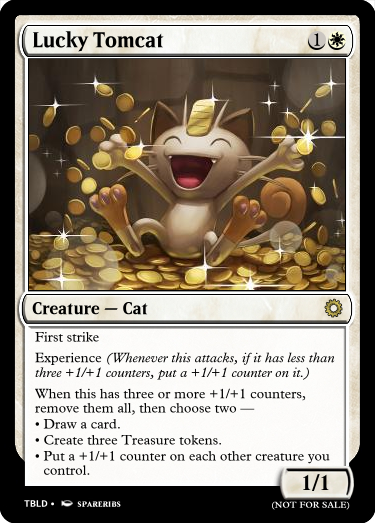 Lucky Tomcat
1
Creature — Cat
First strike
Experience (Whenever this attacks, if it has less than
three +1/+1 counters, put a +1/+1 counter on it.)
When this has three or more +1/+1 counters,
remove them all, then choose two —
• Draw a card.
• Create three Treasure tokens.
• Put a +1/+1 counter on each other creature you
control.
1/1
TBLD • SPARERIBS
(NOT FOR SALE)